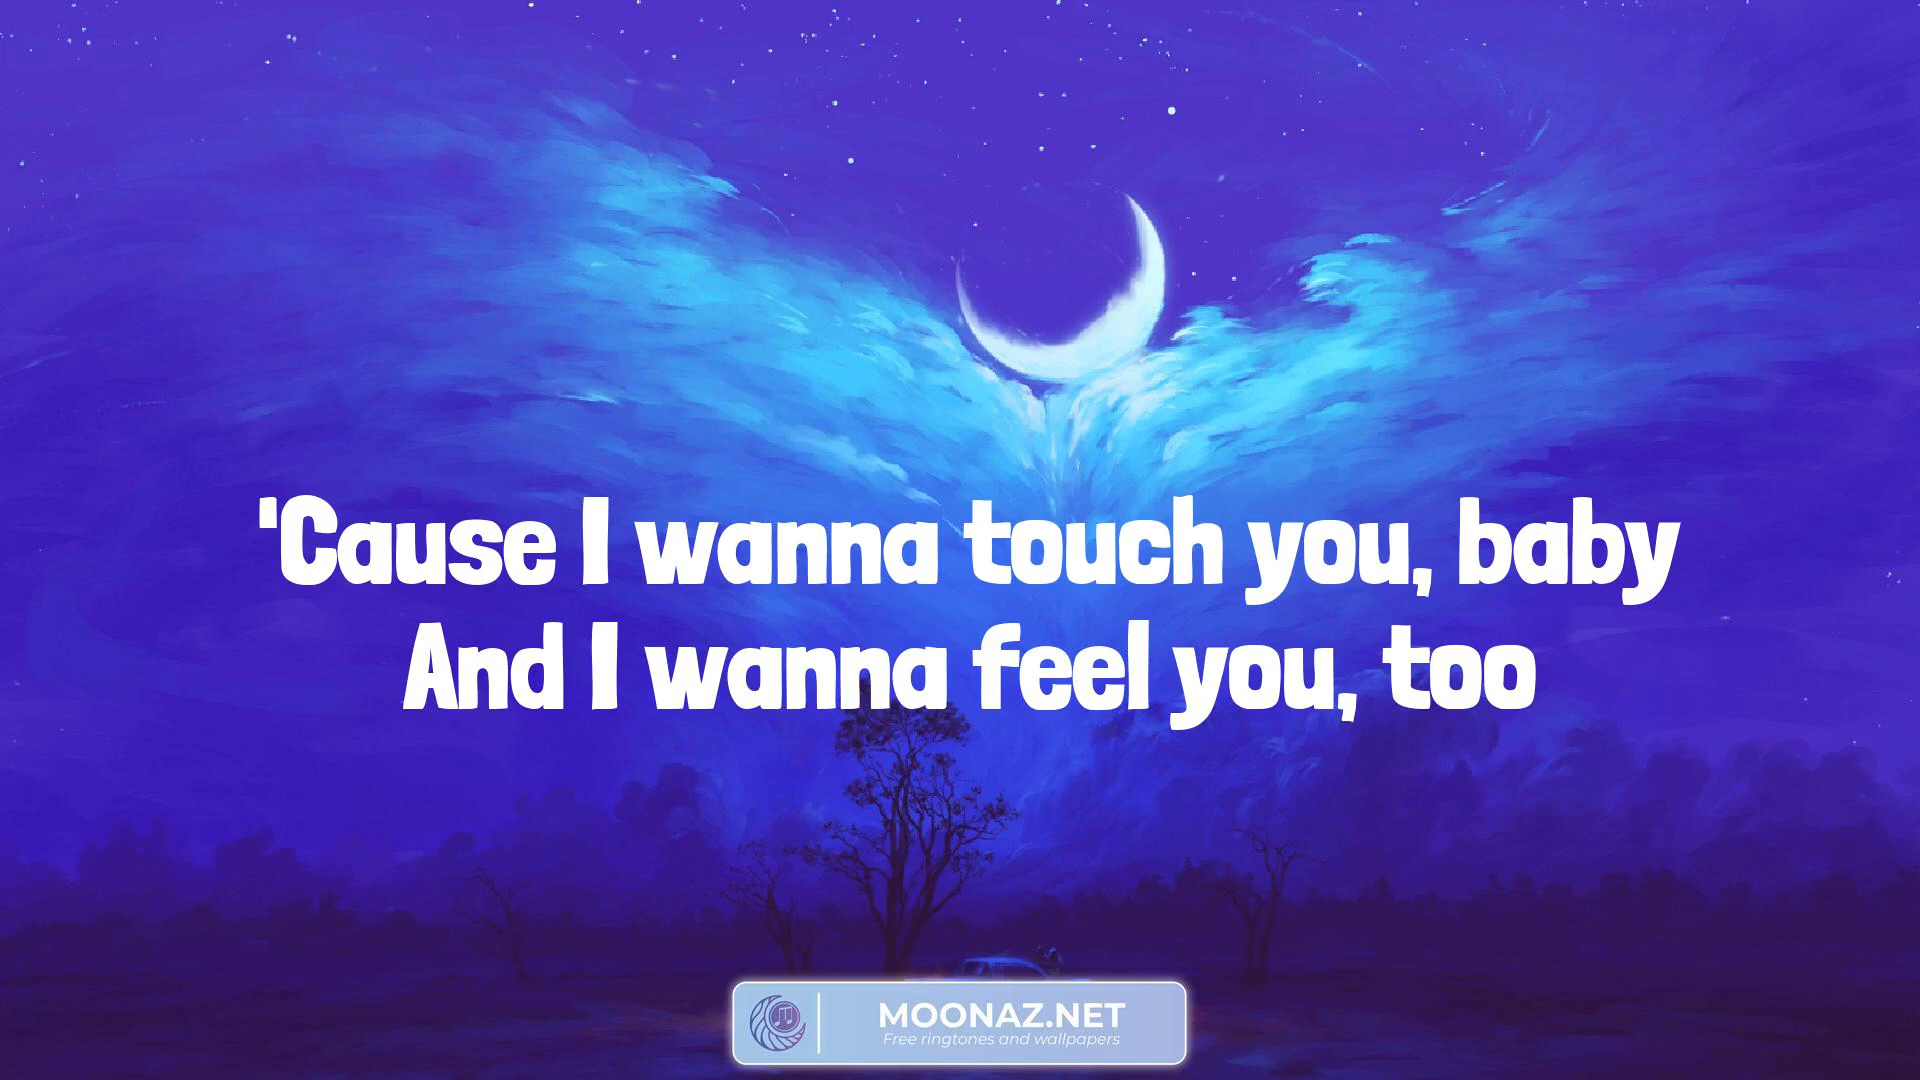 'Cause I wanna touch you, baby
And I wanna feel you, too
MOONAZ.NET
Free ringtones and wallpapers